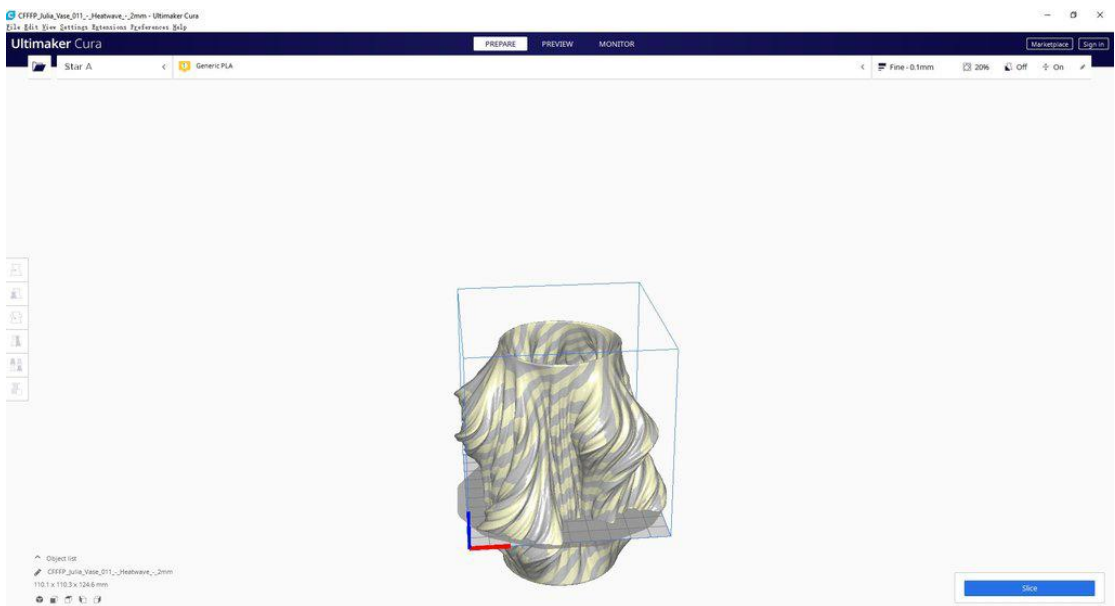 CFFFP_Julia_Vase_011_-_Heatwave_-_2mm - Ultimaker Cura
File Edit View Settings Extensions Preferences Help
Ultimaker Cura PREPARE PREVIEW MONITOR Marketplace Sign in
Star A Generic PLA Fine - 0.1mm 20% Off On
Object list
CFFFP_Julia_Vase_011_-_Heatwave_-_2mm
110.1 x 110.3 x 124.6 mm
Slice